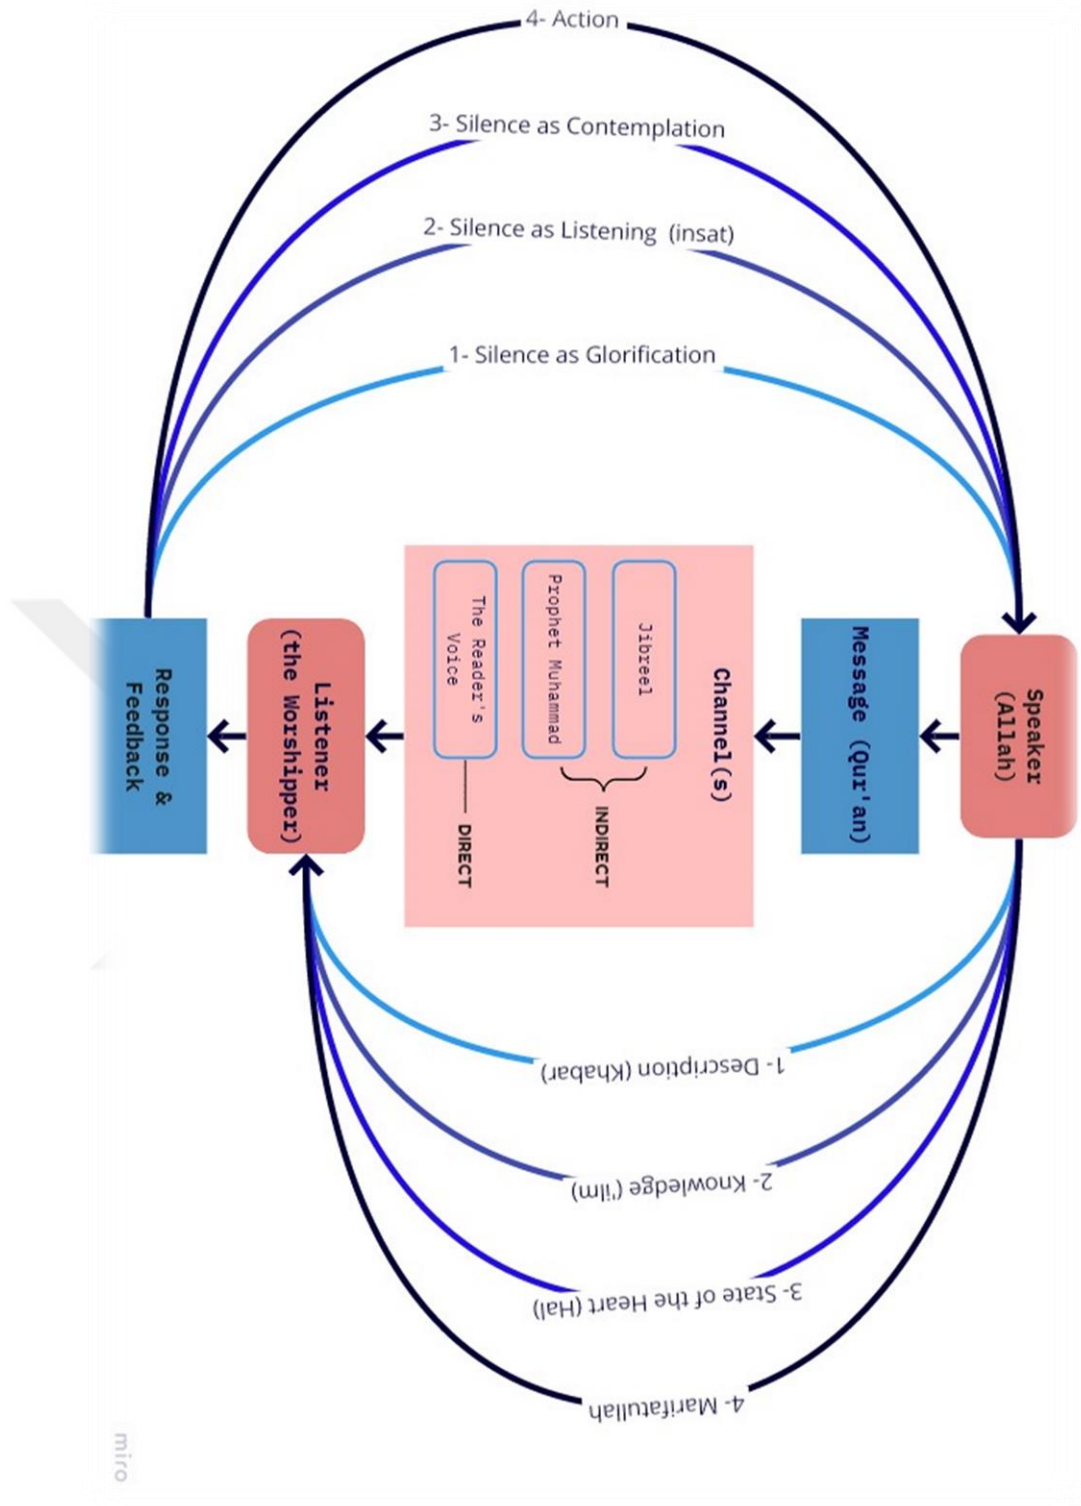 4- Action
3- Silence as Contemplation
2- Silence as Listening (insat)
1- Silence as Glorification
Speaker
(Allah)
Message (Qur'an)
Channel(s)
Jibreel
Prophet Muhammad
The Reader's
Voice
INDIRECT
DIRECT
Listener
(the Worshipper)
Response &
Feedback
1- Description (Khabar)
2- Knowledge ('ilm)
3- State of the Heart (Hal)
4- Marifatullah
miro